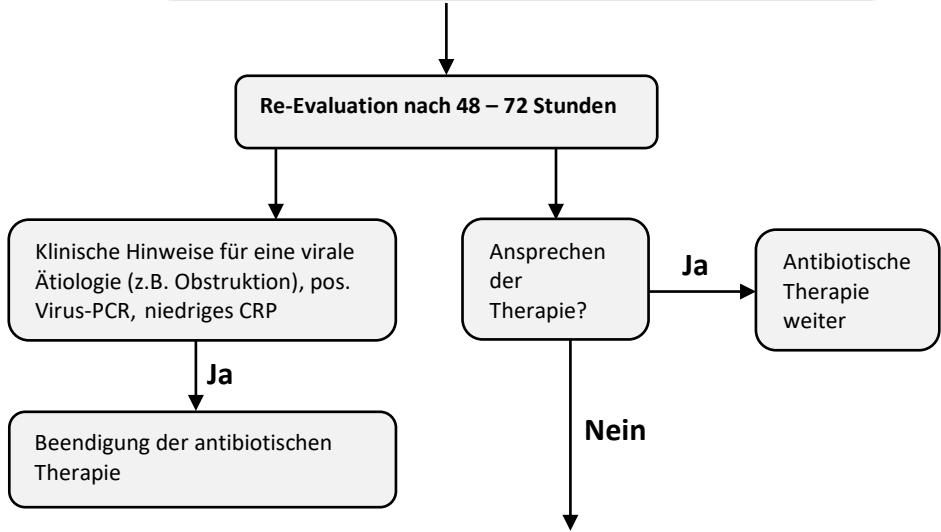 Re-Evaluation nach 48 – 72 Stunden
Klinische Hinweise für eine virale
Ätiologie (z.B. Obstruktion), pos.
Virus-PCR, niedriges CRP
Ja
Beendigung der antibiotischen
Therapie
Ansprechen
der
Therapie?
Ja
Antibiotische
Therapie
weiter
Nein